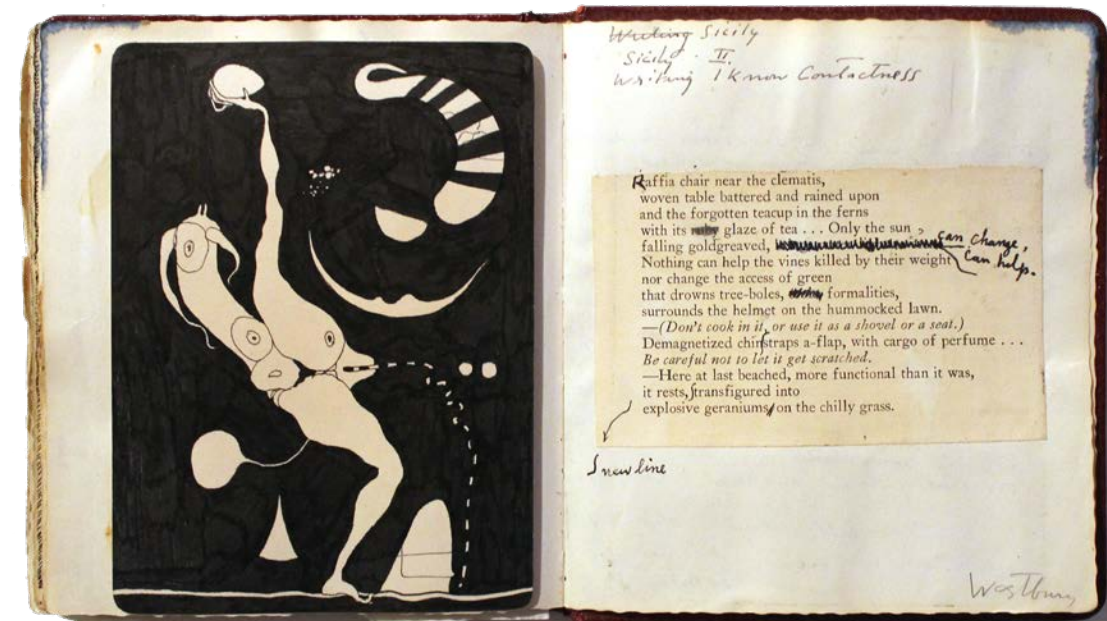 Writing Sicily
Sicily . II.
Writing I Know Contactness
Raffia chair near the clematis,
woven table battered and rained upon
and the forgotten teacup in the ferns
with its glaze of tea . . . Only the sun ,
falling goldgreaved, can change,
Nothing can help the vines killed by their weight can help.
nor change the access of green
that drowns tree-boles, formalities,
surrounds the helmet on the hummocked lawn.
—(Don't cook in it, or use it as a shovel or a seat.)
Demagnetized chinstraps a-flap, with cargo of perfume . . .
Be careful not to let it get scratched.
—Here at last beached, more functional than it was,
it rests, transfigured into
explosive geraniums on the chilly grass.
new line